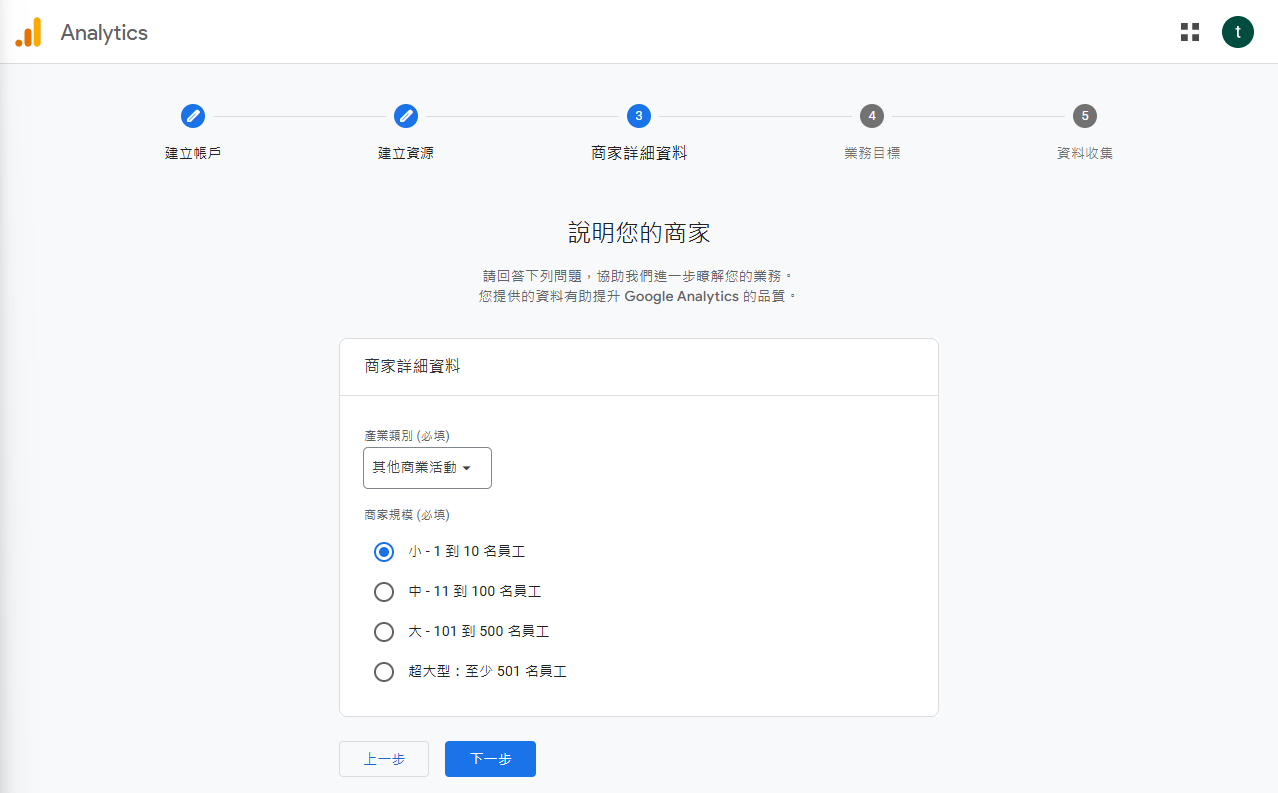 Analytics
t
3
4
5
建立帳戶
建立資源
商家詳細資料
業務目標
資料收集
說明您的商家
請回答下列問題，協助我們進一步瞭解您的業務。
您提供的資料有助提升 Google Analytics 的品質。
商家詳細資料
產業類別 (必填)
其他商業活動
商家規模 (必填)
小 - 1 到 10 名員工
中 - 11 到 100 名員工
大 - 101 到 500 名員工
超大型：至少 501 名員工
上一步
下一步